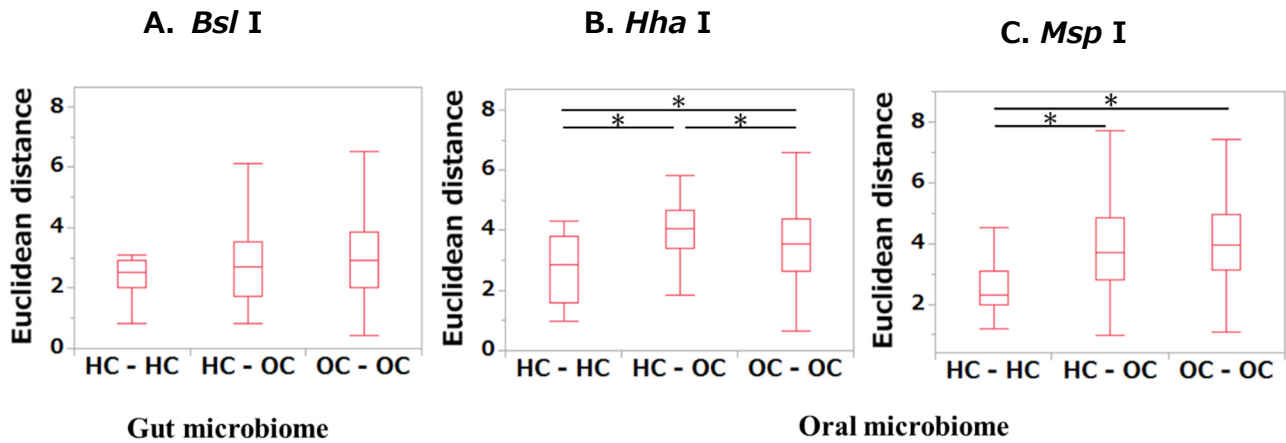 A. Bsl I
B. Hha I
C. Msp I
Euclidean distance
8
6
4
2
0
HC - HC
HC - OC
OC - OC
Euclidean distance
8
6
4
2
0
*
*
*
HC - HC
HC - OC
OC - OC
Euclidean distance
8
6
4
2
*
*
HC - HC
HC - OC
OC - OC
Gut microbiome
Oral microbiome